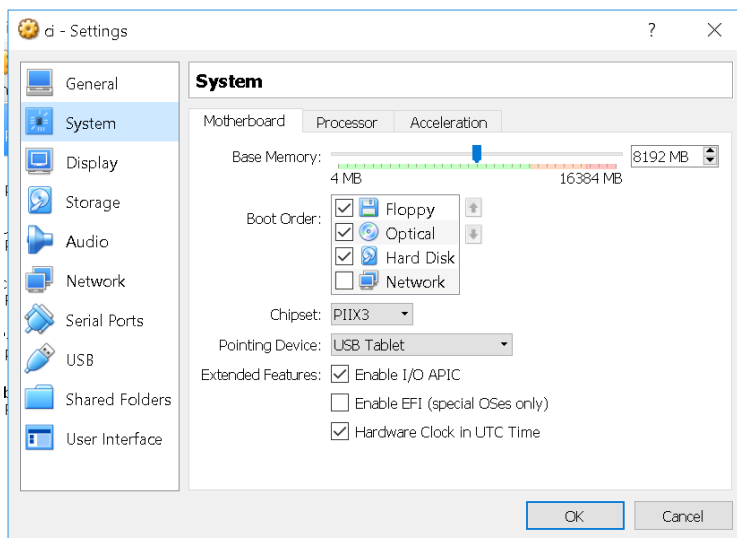 ci - Settings
?
General
System
Display
Storage
Audio
Network
Serial Ports
USB
Shared Folders
User Interface
System
Motherboard Processor Acceleration
Base Memory: 8192 MB
4 MB 16384 MB
Boot Order:
Floppy
Optical
Hard Disk
Network
Chipset: PIIX3
Pointing Device: USB Tablet
Extended Features: Enable I/O APIC
Enable EFI (special OSes only)
Hardware Clock in UTC Time
OK Cancel